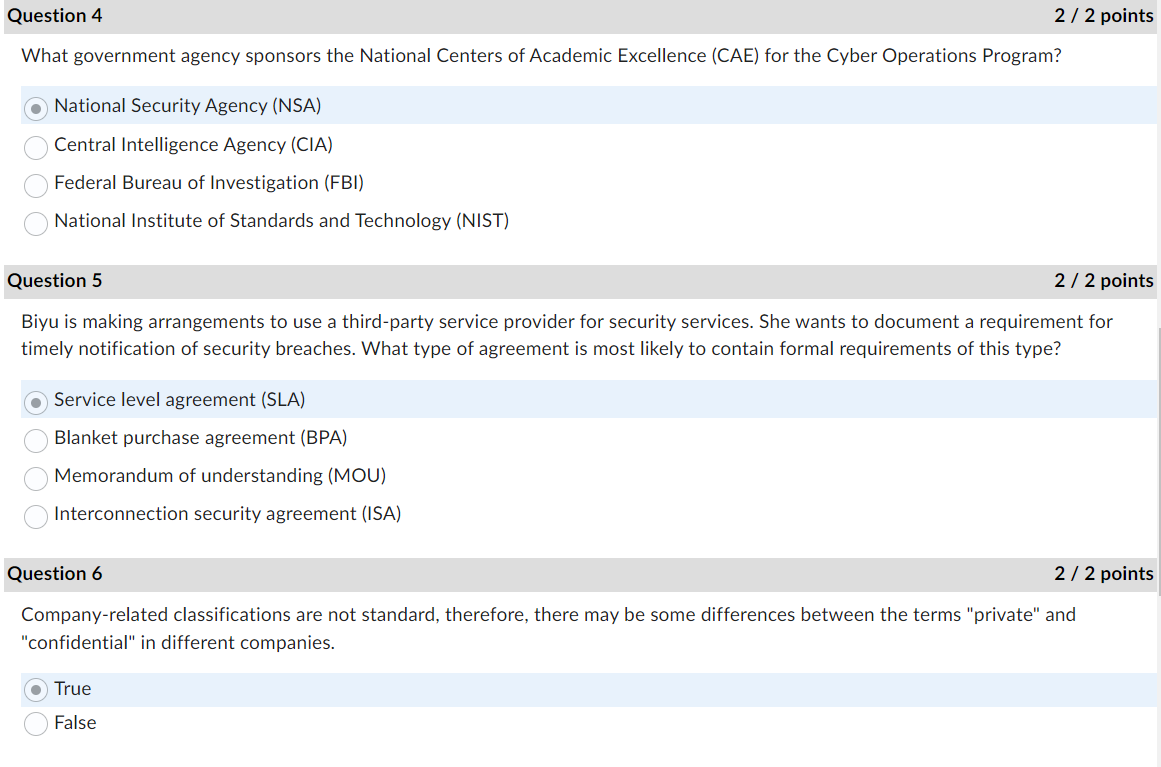 Question 4
2 / 2 points
What government agency sponsors the National Centers of Academic Excellence (CAE) for the Cyber Operations Program?
National Security Agency (NSA)
Central Intelligence Agency (CIA)
Federal Bureau of Investigation (FBI)
National Institute of Standards and Technology (NIST)
Question 5
2 / 2 points
Biyu is making arrangements to use a third-party service provider for security services. She wants to document a requirement for
timely notification of security breaches. What type of agreement is most likely to contain formal requirements of this type?
Service level agreement (SLA)
Blanket purchase agreement (BPA)
Memorandum of understanding (MOU)
Interconnection security agreement (ISA)
Question 6
2 / 2 points
Company-related classifications are not standard, therefore, there may be some differences between the terms "private" and
"confidential" in different companies.
True
False